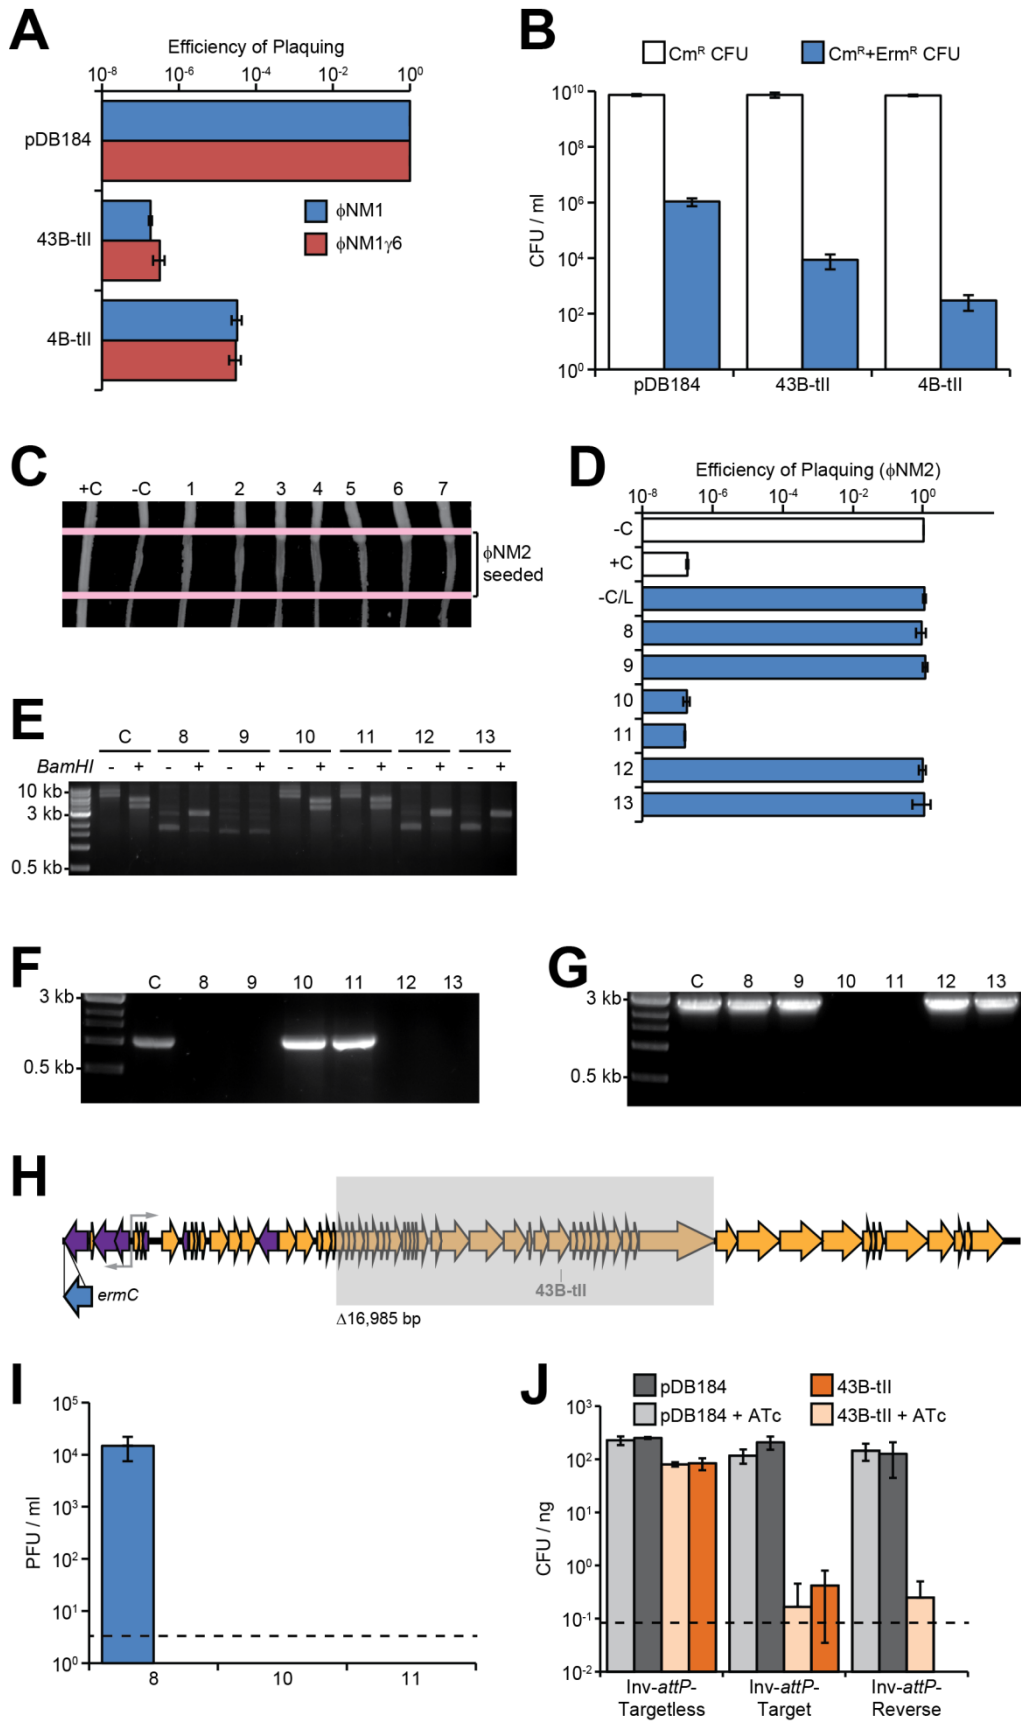 A
Efficiency of Plaquing
10⁻⁸ 10⁻⁶ 10⁻⁴ 10⁻² 10⁰
pDB184
43B-tII
4B-tII
ϕNM1
ϕNM1γ6
B
Cmᴿ CFU
Cmᴿ+Ermᴿ CFU
CFU / ml
10¹⁰
10⁸
10⁶
10⁴
10²
10⁰
pDB184 43B-tII 4B-tII
C
+C -C 1 2 3 4 5 6 7
ϕNM2
seeded
D
Efficiency of Plaquing (ϕNM2)
10⁻⁸ 10⁻⁶ 10⁻⁴ 10⁻² 10⁰
-C
+C
-C/L
8
9
10
11
12
13
E
C 8 9 10 11 12 13
BamHI - + - + - + - + - + - + - +
10 kb
3 kb
0.5 kb
F
C 8 9 10 11 12 13
3 kb
0.5 kb
G
C 8 9 10 11 12 13
3 kb
0.5 kb
H
ermC
43B-tII
Δ16,985 bp
I
PFU / ml
10⁵
10⁴
10³
10²
10¹
10⁰
8 10 11
J
pDB184
pDB184 + ATc
43B-tII
43B-tII + ATc
CFU / ng
10³
10²
10¹
10⁰
10⁻¹
10⁻²
Inv-attP-
Targetless
Inv-attP-
Target
Inv-attP-
Reverse